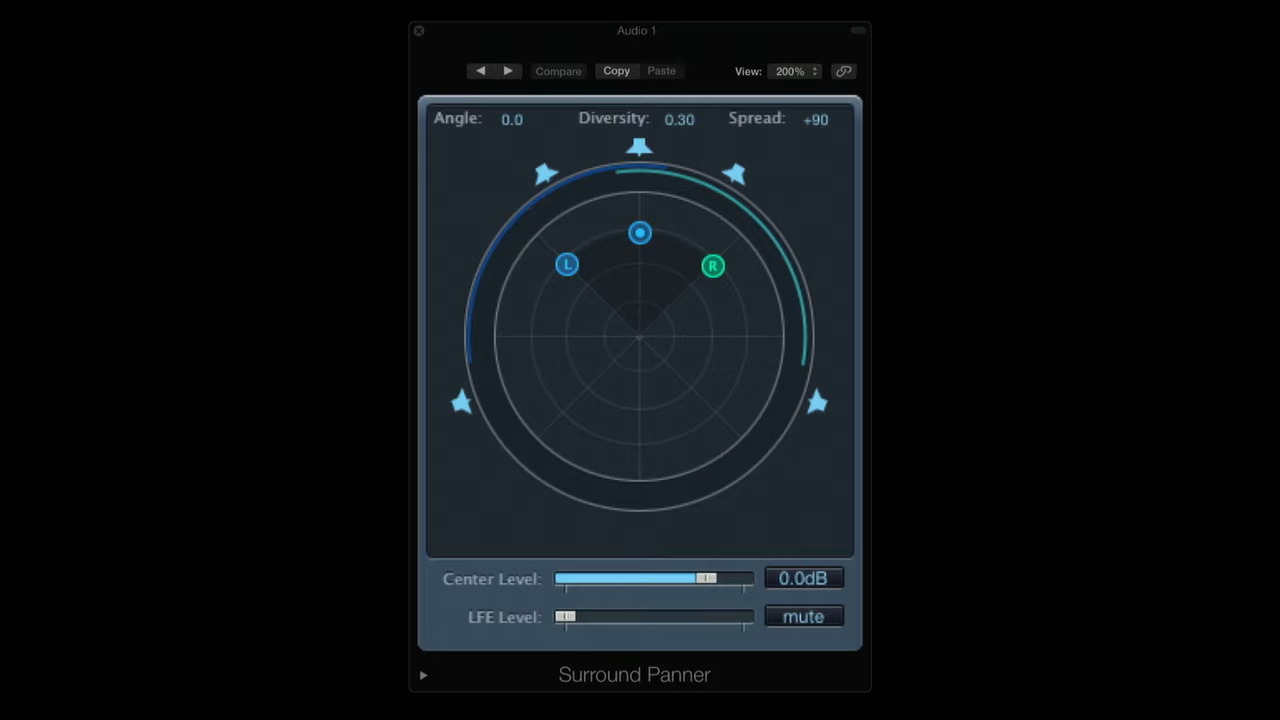 Audio 1
Compare Copy Paste View: 200%
Angle: 0.0 Diversity: 0.30 Spread: +90
L R
Center Level: 0.0dB
LFE Level: mute
Surround Panner